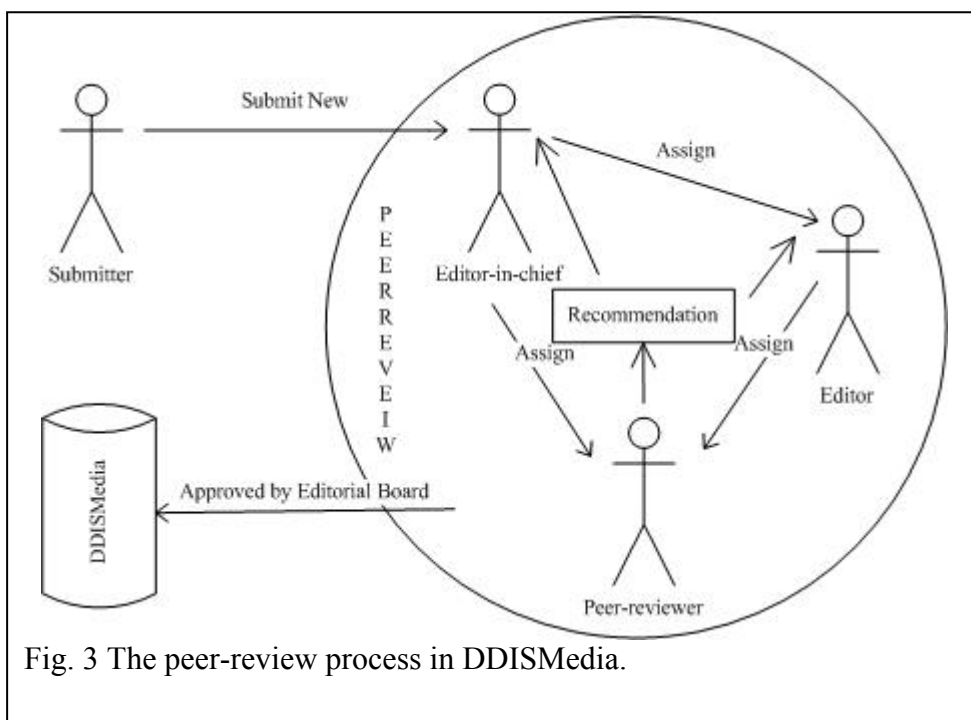 Submit New
Assign
Submitter
PEERREVEIW
Editor-in-chief
Recommendation
Assign
Assign
Editor
DDISMedia
Approved by Editorial Board
Peer-reviewer
Fig. 3 The peer-review process in DDISMedia.